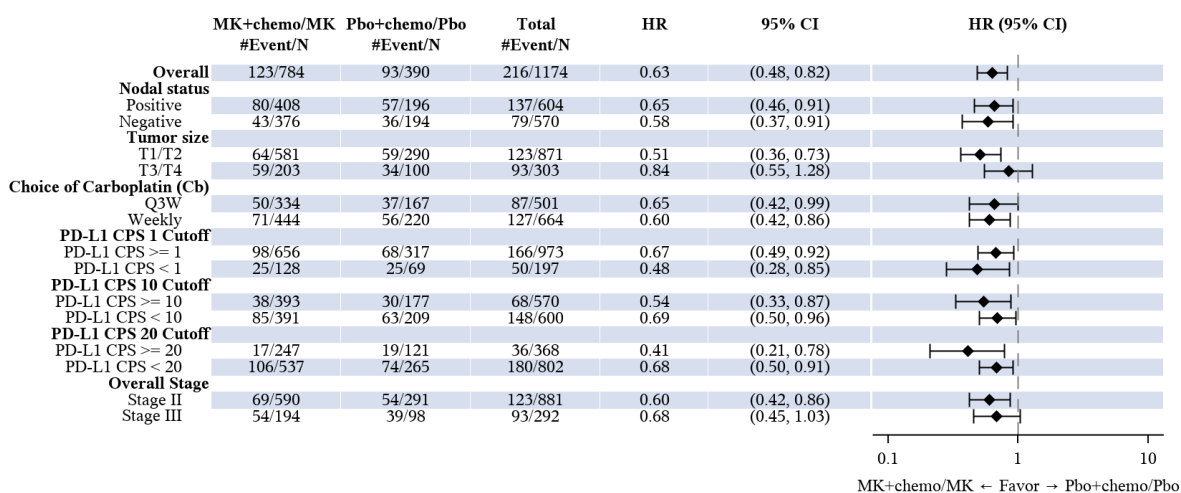 MK+chemo/MK Pbo+chemo/Pbo Total HR 95% CI HR (95% CI)
#Event/N #Event/N #Event/N
Overall 123/784 93/390 216/1174 0.63 (0.48, 0.82)
Nodal status
Positive 80/408 57/196 137/604 0.65 (0.46, 0.91)
Negative 43/376 36/194 79/570 0.58 (0.37, 0.91)
Tumor size
T1/T2 64/581 59/290 123/871 0.51 (0.36, 0.73)
T3/T4 59/203 34/100 93/303 0.84 (0.55, 1.28)
Choice of Carboplatin (Cb)
Q3W 50/334 37/167 87/501 0.65 (0.42, 0.99)
Weekly 71/444 56/220 127/664 0.60 (0.42, 0.86)
PD-L1 CPS 1 Cutoff
PD-L1 CPS >= 1 98/656 68/317 166/973 0.67 (0.49, 0.92)
PD-L1 CPS < 1 25/128 25/69 50/197 0.48 (0.28, 0.85)
PD-L1 CPS 10 Cutoff
PD-L1 CPS >= 10 38/393 30/177 68/570 0.54 (0.33, 0.87)
PD-L1 CPS < 10 85/391 63/209 148/600 0.69 (0.50, 0.96)
PD-L1 CPS 20 Cutoff
PD-L1 CPS >= 20 17/247 19/121 36/368 0.41 (0.21, 0.78)
PD-L1 CPS < 20 106/537 74/265 180/802 0.68 (0.50, 0.91)
Overall Stage
Stage II 69/590 54/291 123/881 0.60 (0.42, 0.86)
Stage III 54/194 39/98 93/292 0.68 (0.45, 1.03)
0.1 1 10
MK+chemo/MK ← Favor → Pbo+chemo/Pbo